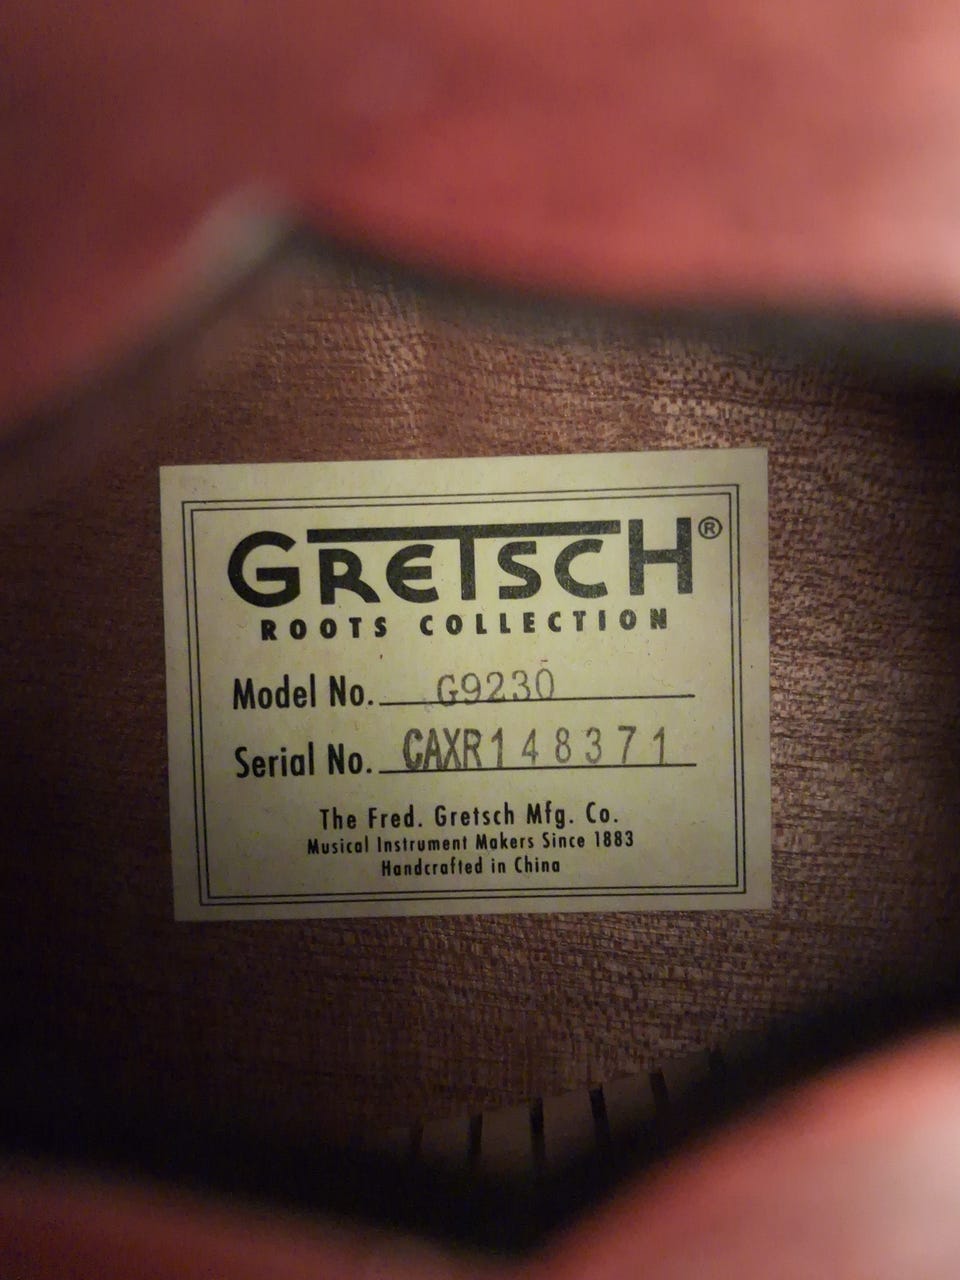 GRETSCH®
ROOTS COLLECTION
Model No. G9230
Serial No. CAXR148371
The Fred. Gretsch Mfg. Co.
Musical Instrument Makers Since 1883
Handcrafted in China